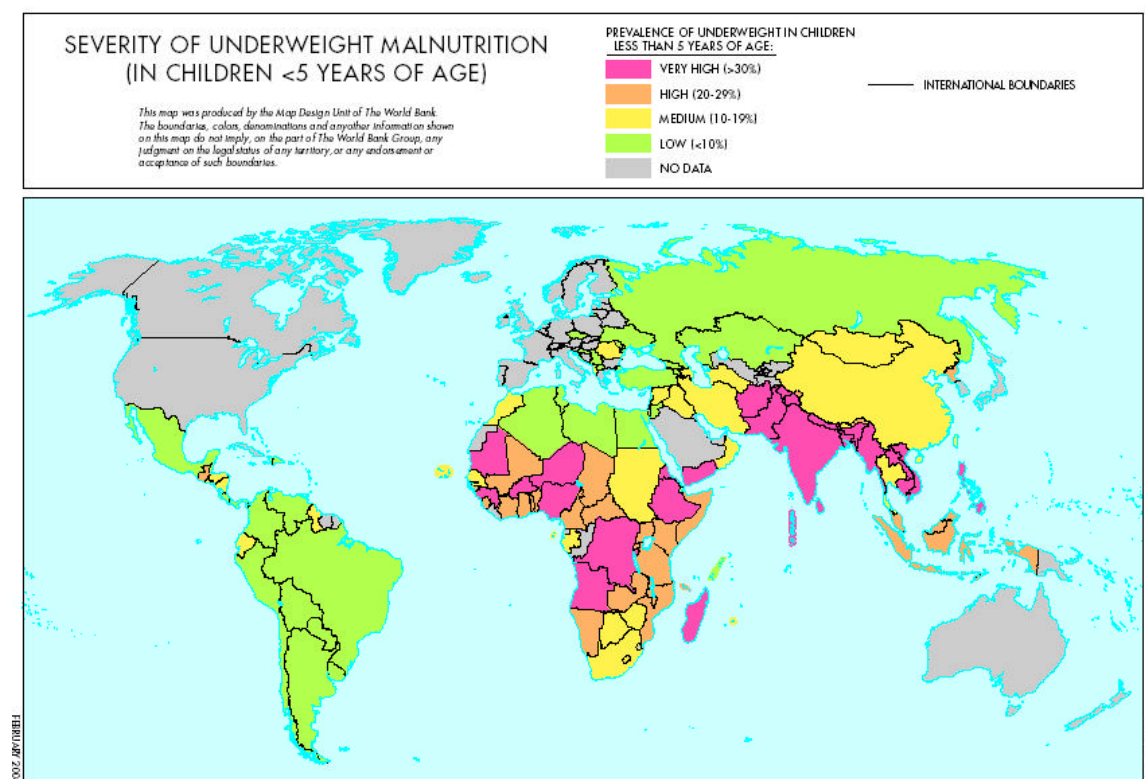 SEVERITY OF UNDERWEIGHT MALNUTRITION
(IN CHILDREN <5 YEARS OF AGE)
This map was produced by the Map Design Unit of The World Bank.
The boundaries, colors, denominations and anyother information shown
on this map do not imply, on the part of The World Bank Group, any
judgment on the legal status of any territory, or any endorsement or
acceptance of such boundaries.
PREVALENCE OF UNDERWEIGHT IN CHILDREN
LESS THAN 5 YEARS OF AGE:
VERY HIGH (>30%)
HIGH (20-29%)
MEDIUM (10-19%)
LOW (<10%)
NO DATA
INTERNATIONAL BOUNDARIES
FEBRUARY